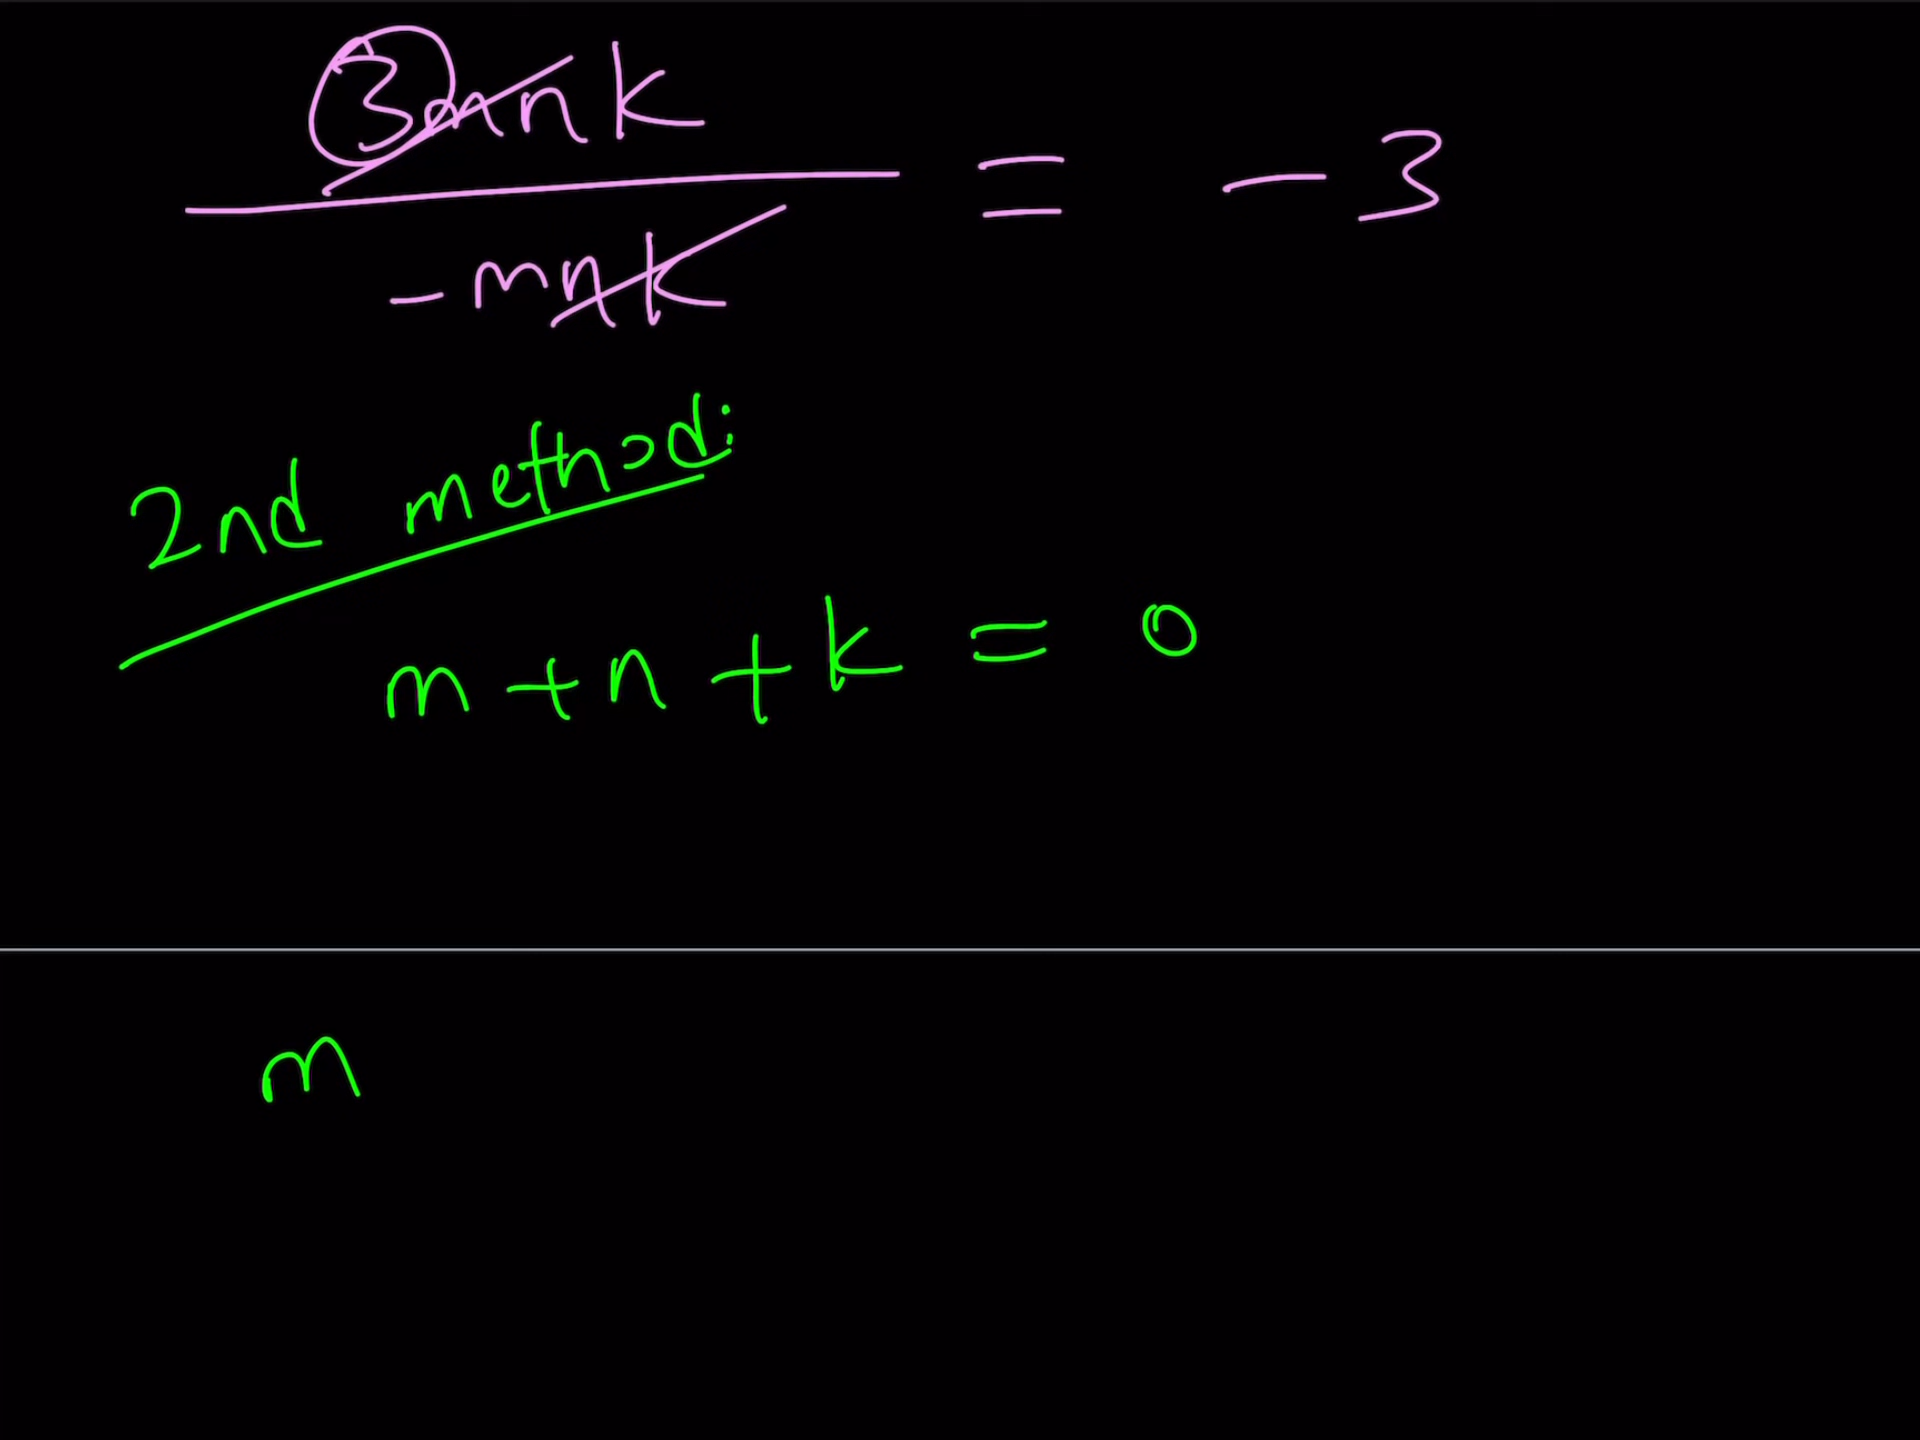 3mnk
= -3
-mnk
2nd method:
m+n+k = 0
m